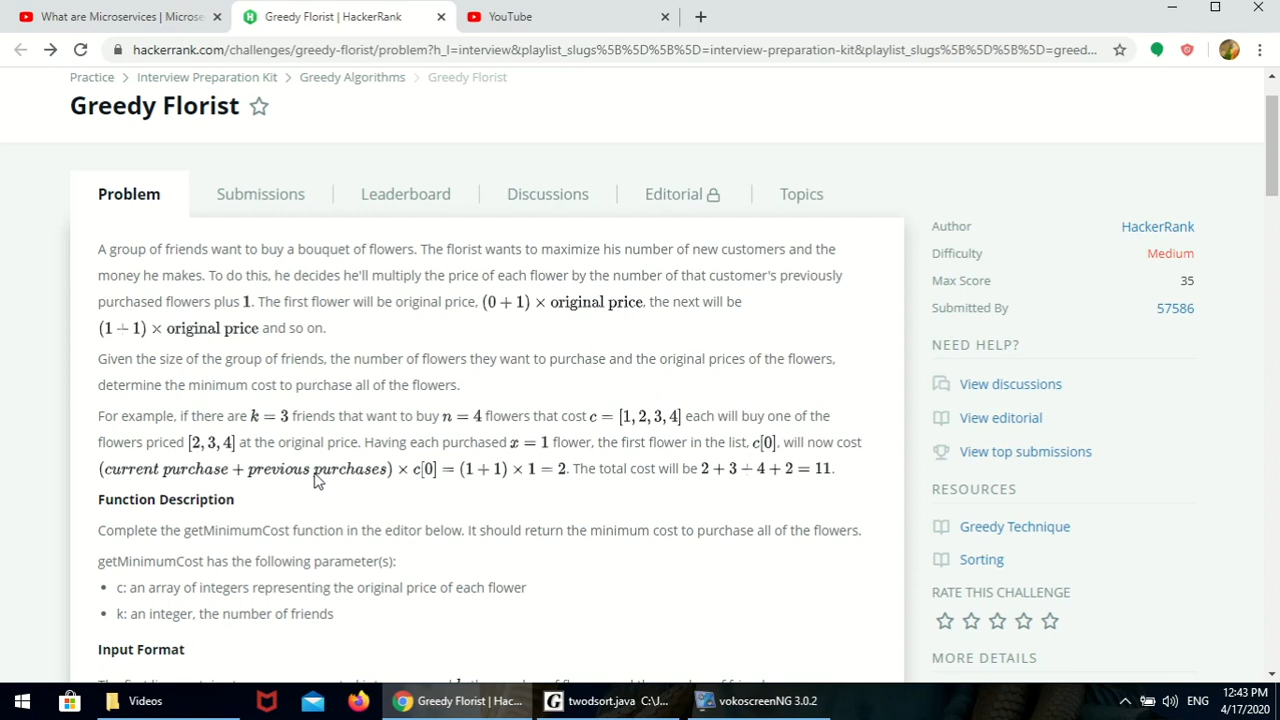 What are Microservices | Microse
Greedy Florist | HackerRank
YouTube
hackerrank.com/challenges/greedy-florist/problem?h_l=interview&playlist_slugs%5B%5D%5B%5D=interview-preparation-kit&playlist_slugs%5B%5D%5B%5D=greed...
Practice > Interview Preparation Kit > Greedy Algorithms > Greedy Florist
Greedy Florist
Problem
Submissions
Leaderboard
Discussions
Editorial
Topics
A group of friends want to buy a bouquet of flowers. The florist wants to maximize his number of new customers and the
money he makes. To do this, he decides he'll multiply the price of each flower by the number of that customer's previously
purchased flowers plus 1. The first flower will be original price, (0 + 1) × original price, the next will be
(1 + 1) × original price and so on.
Given the size of the group of friends, the number of flowers they want to purchase and the original prices of the flowers,
determine the minimum cost to purchase all of the flowers.
For example, if there are k = 3 friends that want to buy n = 4 flowers that cost c = [1, 2, 3, 4] each will buy one of the
flowers priced [2, 3, 4] at the original price. Having each purchased x = 1 flower, the first flower in the list, c[0], will now cost
(current purchase + previous purchases) × c[0] = (1 + 1) × 1 = 2. The total cost will be 2 + 3 + 4 + 2 = 11.
Function Description
Complete the getMinimumCost function in the editor below. It should return the minimum cost to purchase all of the flowers.
getMinimumCost has the following parameter(s):
• c: an array of integers representing the original price of each flower
• k: an integer, the number of friends
Input Format
Author HackerRank
Difficulty Medium
Max Score 35
Submitted By 57586
NEED HELP?
View discussions
View editorial
View top submissions
RESOURCES
Greedy Technique
Sorting
RATE THIS CHALLENGE
MORE DETAILS
Videos
Greedy Florist | Hac...
twodsort.java C:\J...
vokoscreenNG 3.0.2
ENG
12:43 PM
4/17/2020